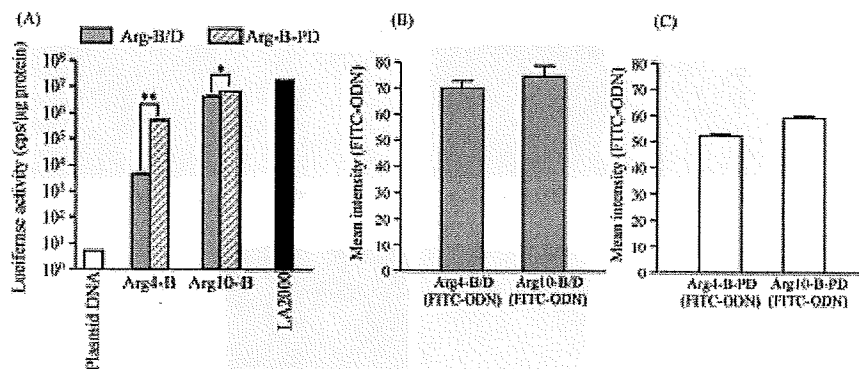 (A)
Arg-B/D
Arg-B-PD
Luciferase activity (cps/µg protein)
10^8
10^7
10^6
10^5
10^4
10^3
10^2
10^1
10^0
**
*
Plasmid DNA
Arg4-B
Arg10-B
LA2000
(B)
Mean intensity (FITC-ODN)
80
70
60
50
40
30
20
10
0
Arg4-B/D
(FITC-ODN)
Arg10-B/D
(FITC-ODN)
(C)
Mean intensity (FITC-ODN)
80
70
60
50
40
30
20
10
0
Arg4-B-PD
(FITC-ODN)
Arg10-B-PD
(FITC-ODN)